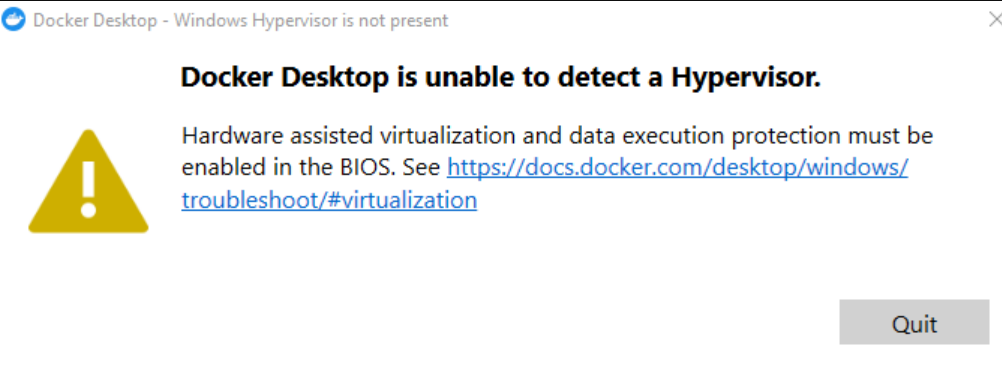 Docker Desktop - Windows Hypervisor is not present
Docker Desktop is unable to detect a Hypervisor.
Hardware assisted virtualization and data execution protection must be
enabled in the BIOS. See https://docs.docker.com/desktop/windows/
troubleshoot/#virtualization
Quit